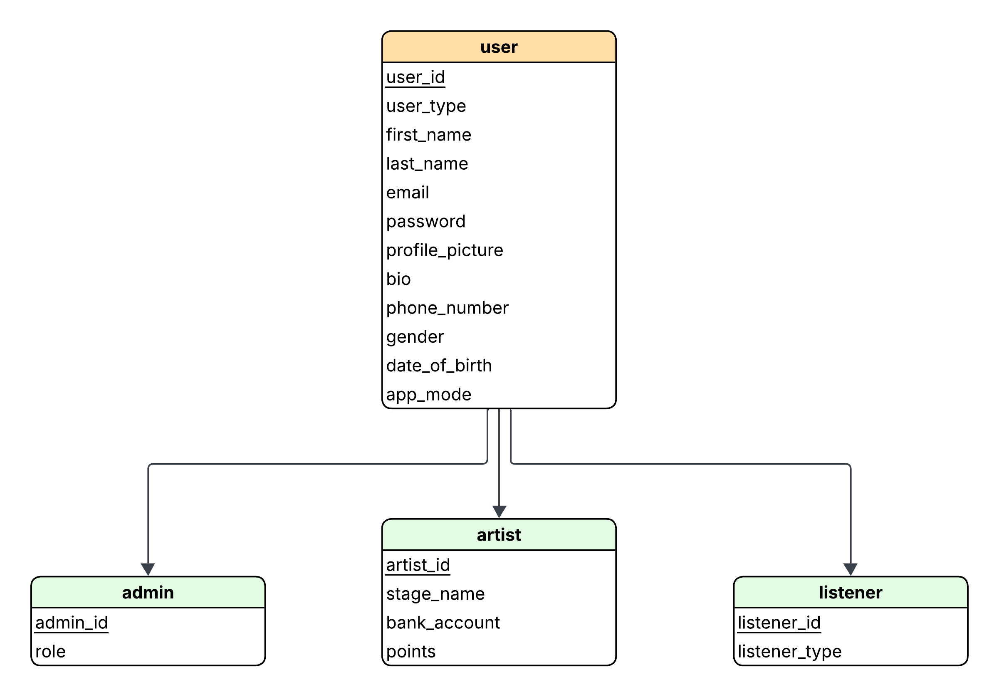 user
user_id
user_type
first_name
last_name
email
password
profile_picture
bio
phone_number
gender
date_of_birth
app_mode
admin
admin_id
role
artist
artist_id
stage_name
bank_account
points
listener
listener_id
listener_type